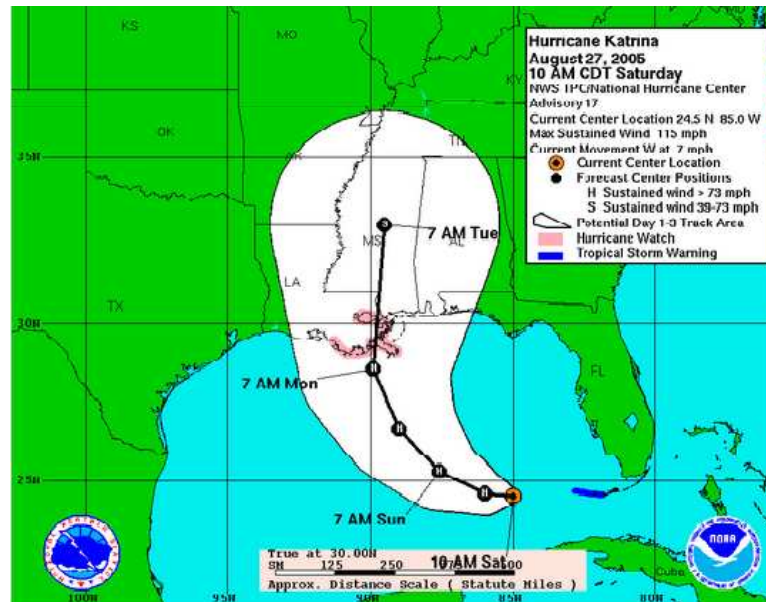 KS
MO
KY
OK
AR
TN
MS
AL
LA
TX
FL
Cuba
Hurricane Katrina
August 27, 2005
10 AM CDT Saturday
NWS TPC/National Hurricane Center
Advisory 17
Current Center Location 24.5 N 85.0 W
Max Sustained Wind 115 mph
Current Movement W at 7 mph
Current Center Location
Forecast Center Positions
H Sustained wind > 73 mph
S Sustained wind 39-73 mph
Potential Day 1-3 Track Area
Hurricane Watch
Tropical Storm Warning
35N
S
7 AM Tue
30N
7 AM Mon
H
H
25N
H
H
7 AM Sun
10 AM Sat
True at 30.00N
SM 125 250
Approx. Distance Scale ( Statute Miles )
NOAA
100W
95W
90W
85W
80W